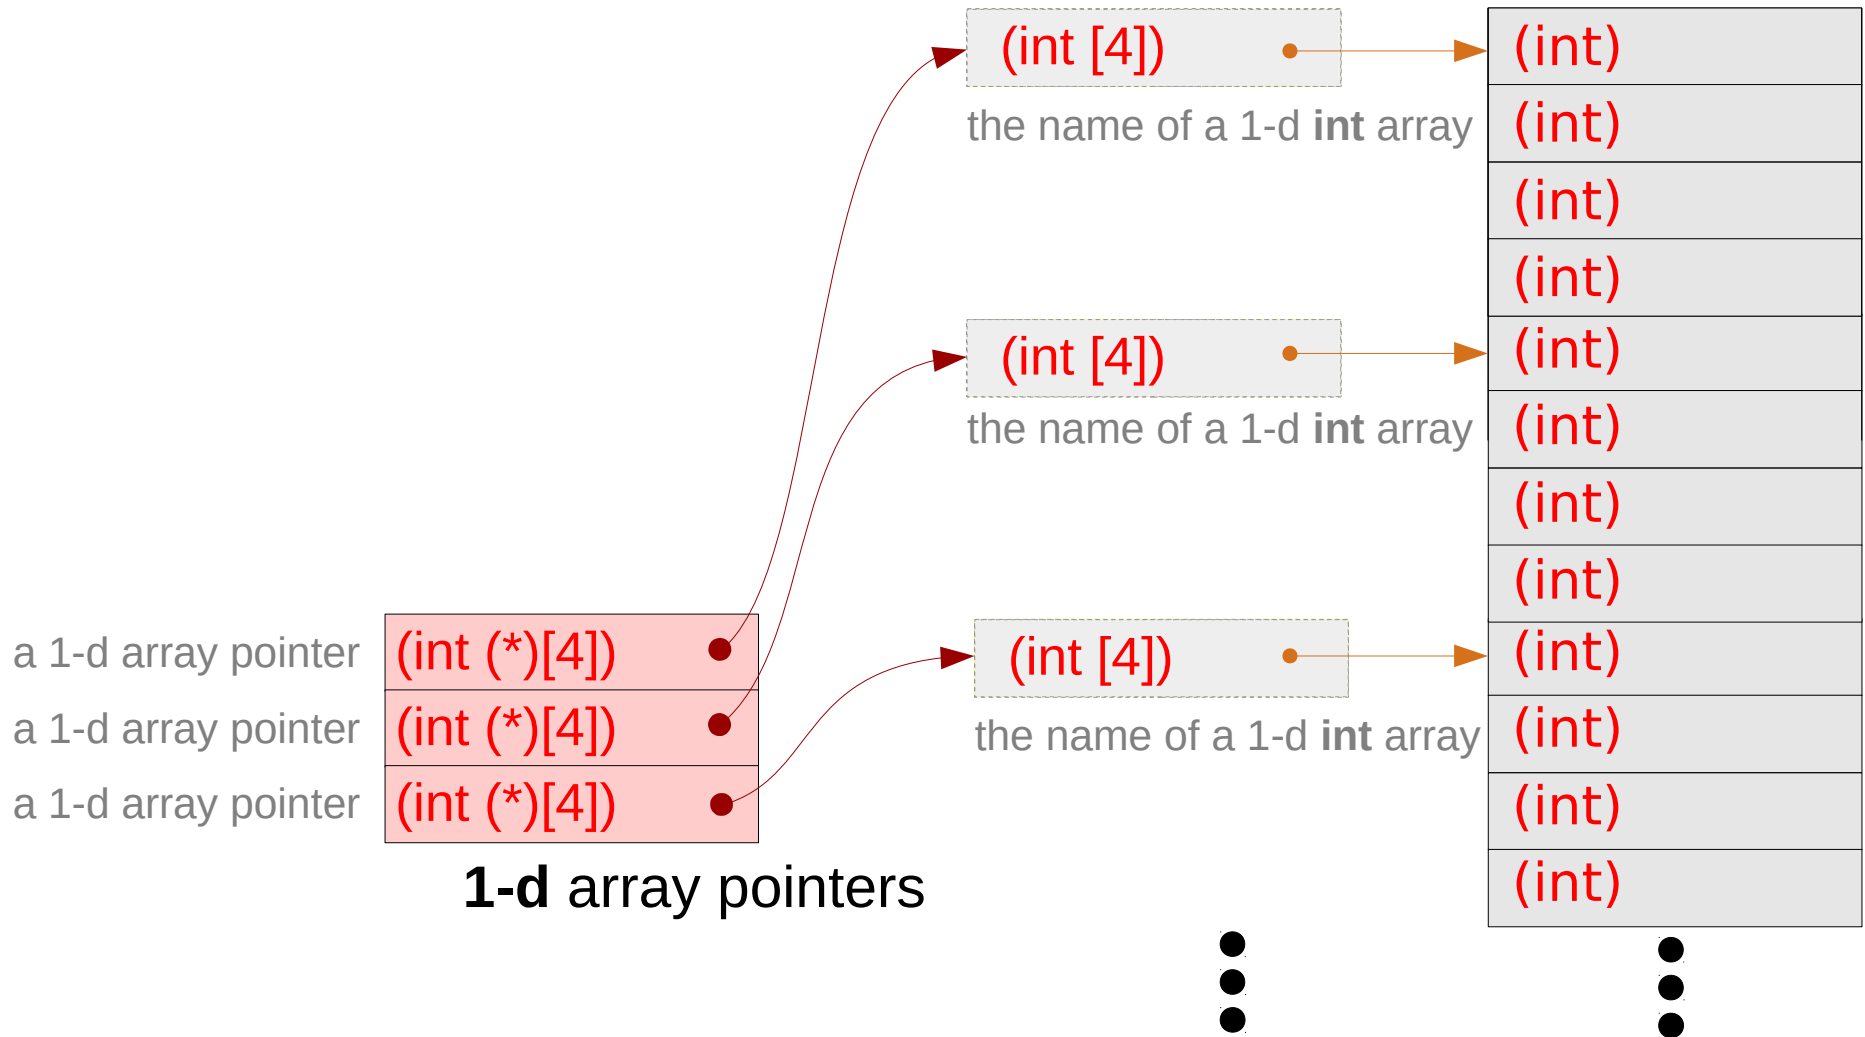 (int [4])
the name of a 1-d int array
(int [4])
the name of a 1-d int array
(int [4])
the name of a 1-d int array
(int)
(int)
(int)
(int)
(int)
(int)
(int)
(int)
(int)
(int)
(int)
(int)
a 1-d array pointer (int (*)[4])
a 1-d array pointer (int (*)[4])
a 1-d array pointer (int (*)[4])
1-d array pointers